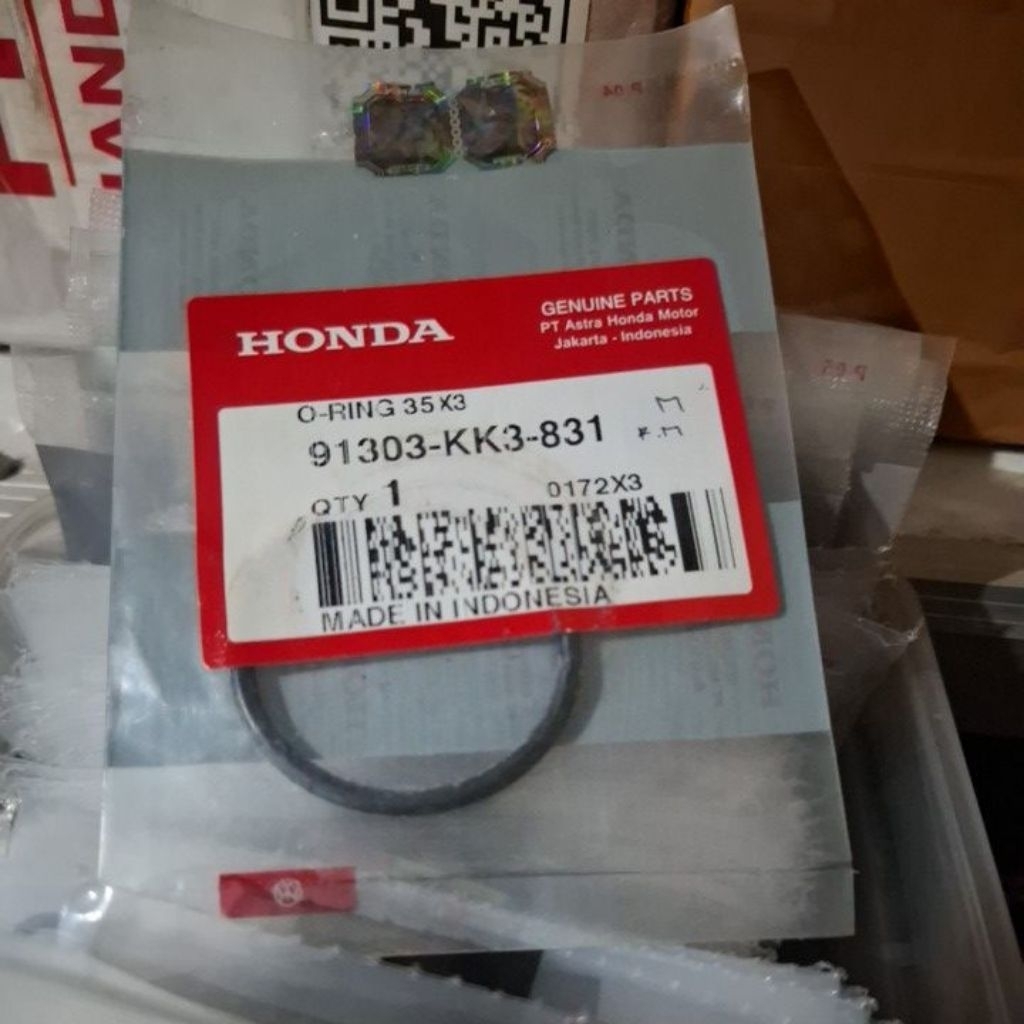 HONDA
GENUINE PARTS
PT Astra Honda Motor
Jakarta - Indonesia
O-RING 35X3
91303-KK3-831
QTY 1
0172X3
MADE IN INDONESIA